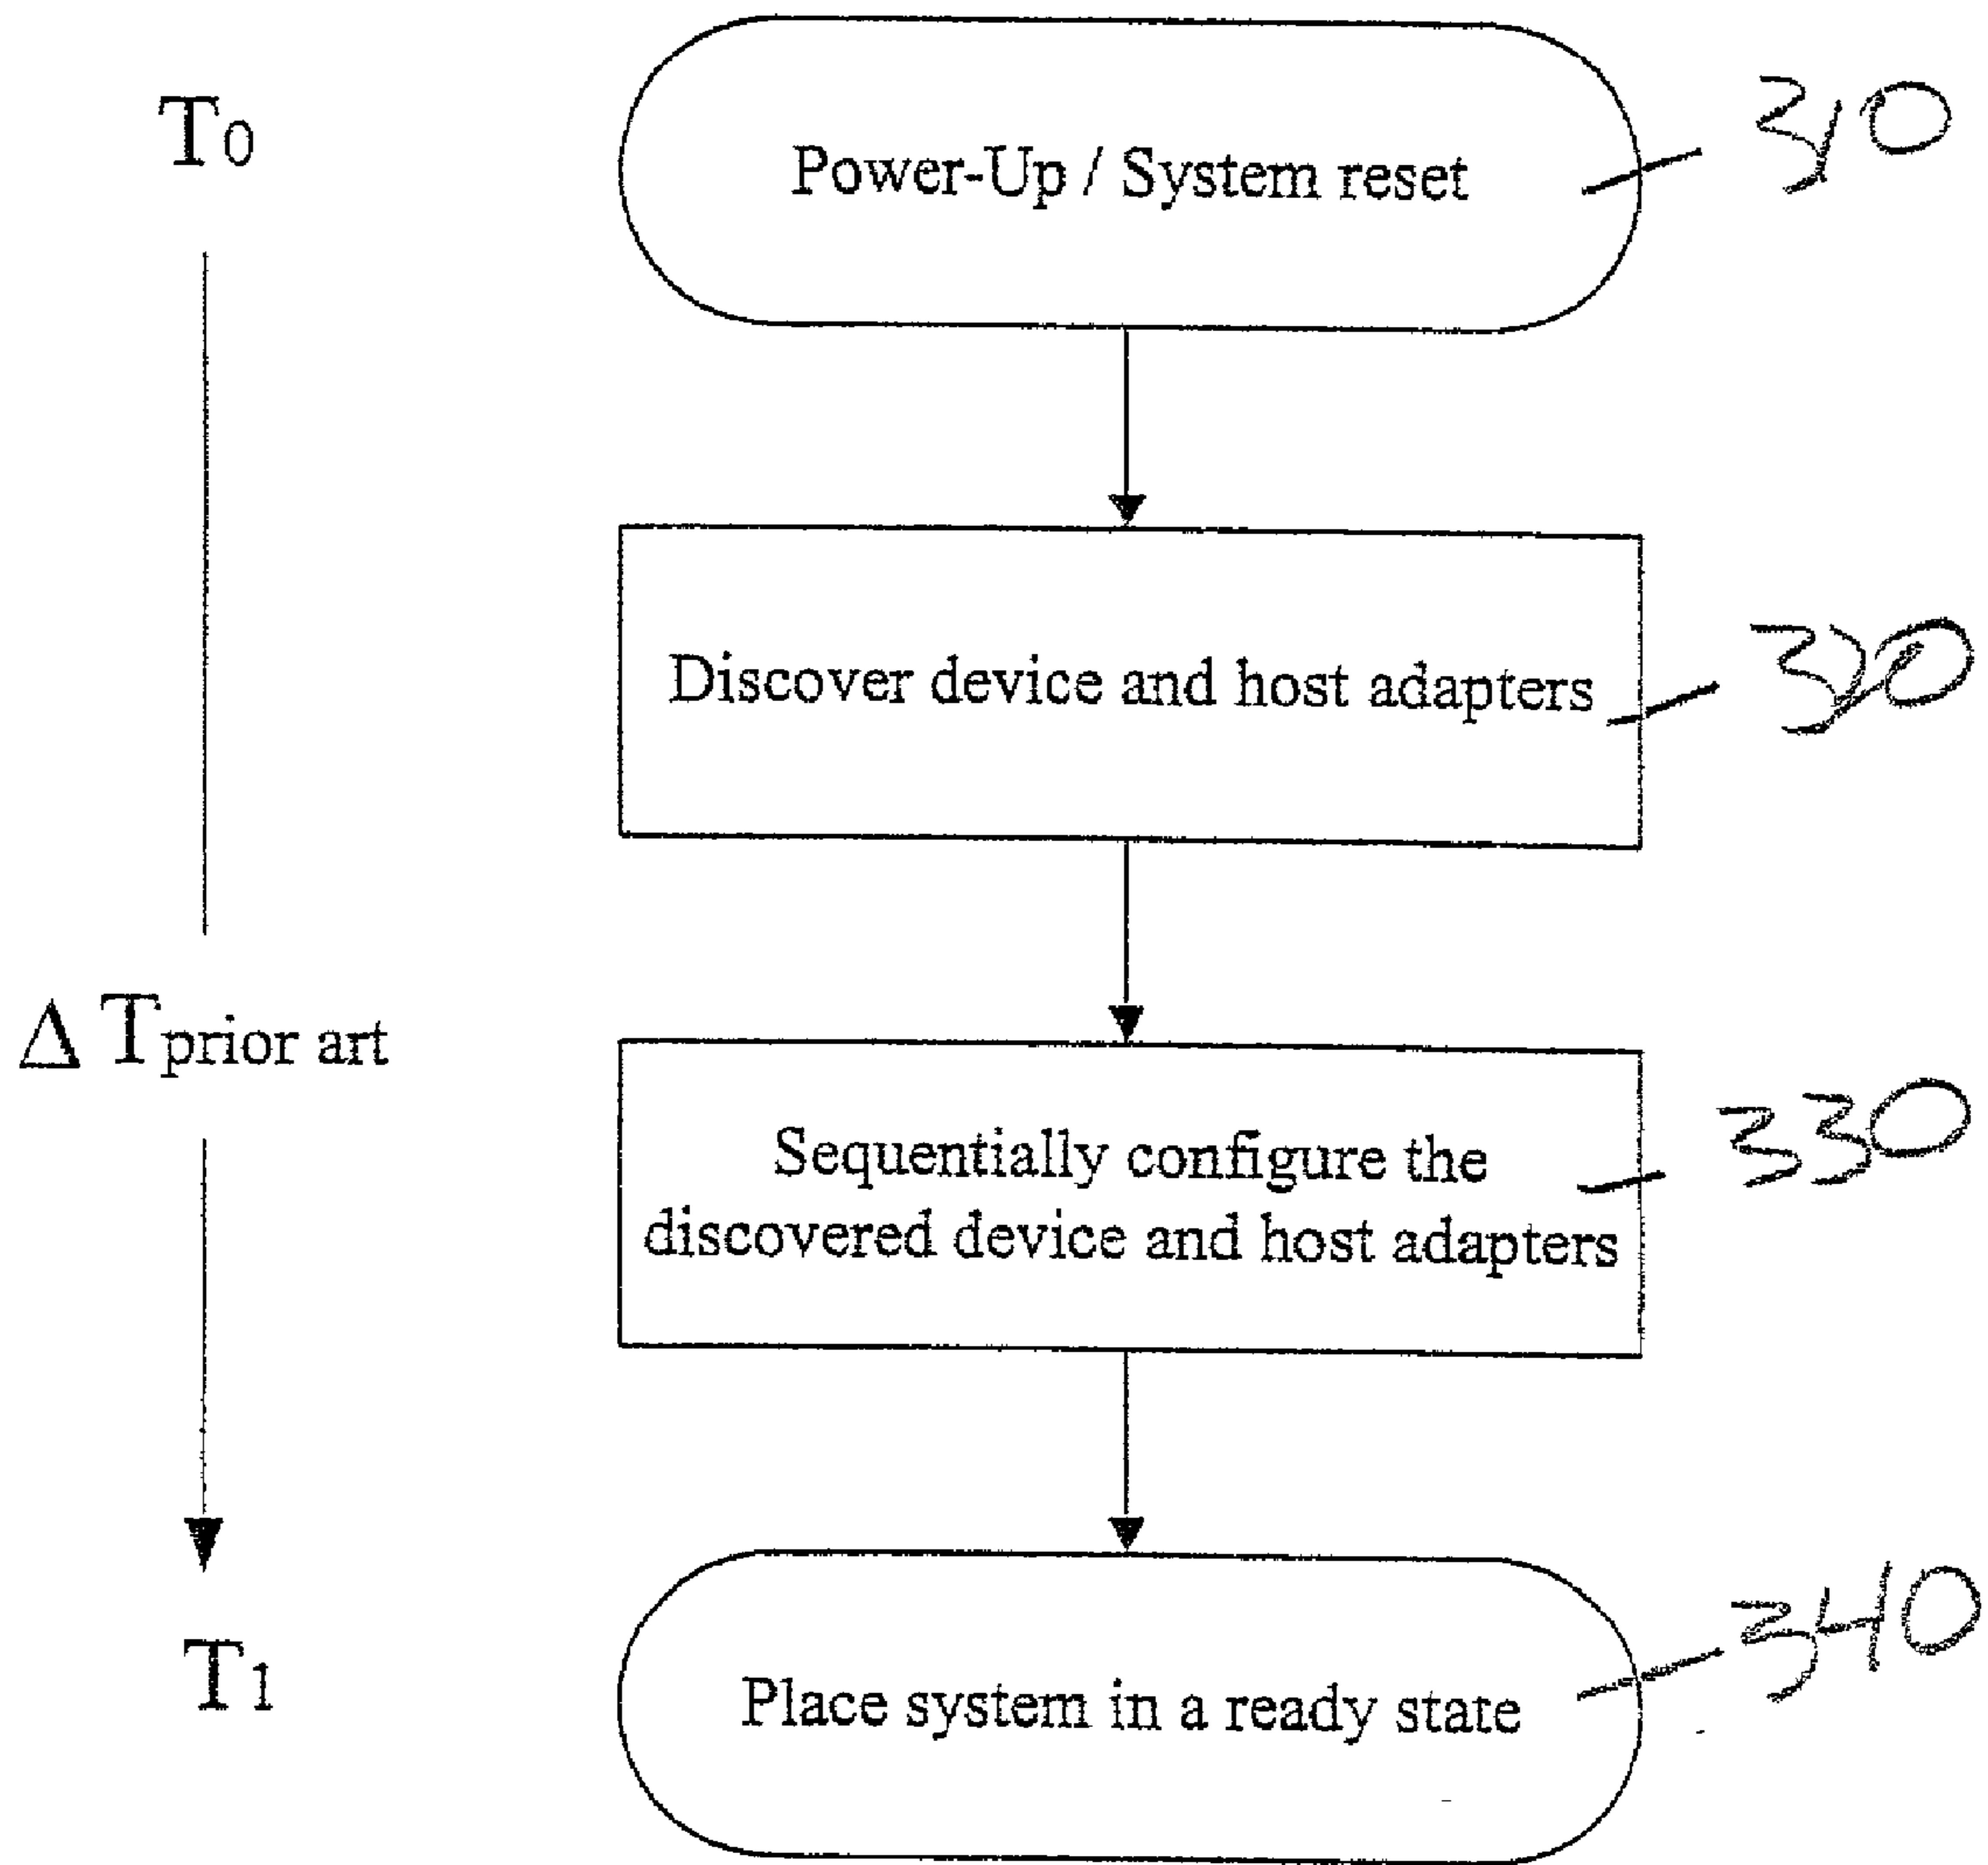 T0
Power-Up / System reset
310
Discover device and host adapters
320
Δ Tprior art
Sequentially configure the
discovered device and host adapters
330
T1
Place system in a ready state
340